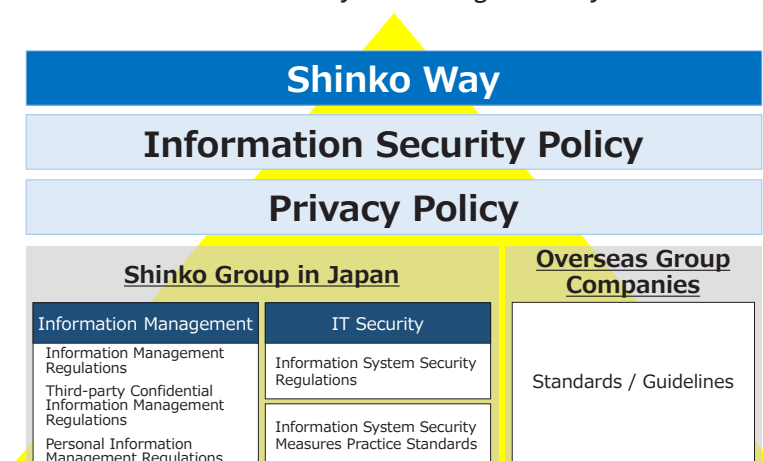 Shinko Way
Information Security Policy
Privacy Policy
Shinko Group in Japan
Information Management
Information Management
Regulations
Third-party Confidential
Information Management
Regulations
Personal Information
Management Regulations
IT Security
Information System Security
Regulations
Information System Security
Measures Practice Standards
Overseas Group
Companies
Standards / Guidelines